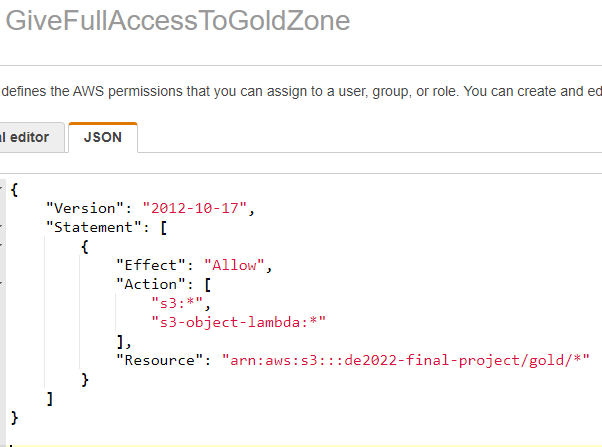 GiveFullAccessToGoldZone
defines the AWS permissions that you can assign to a user, group, or role. You can create and ed
al editor JSON
{
"Version": "2012-10-17",
"Statement": [
{
"Effect": "Allow",
"Action": [
"s3:*",
"s3-object-lambda:*"
],
"Resource": "arn:aws:s3:::de2022-final-project/gold/*"
}
]
}